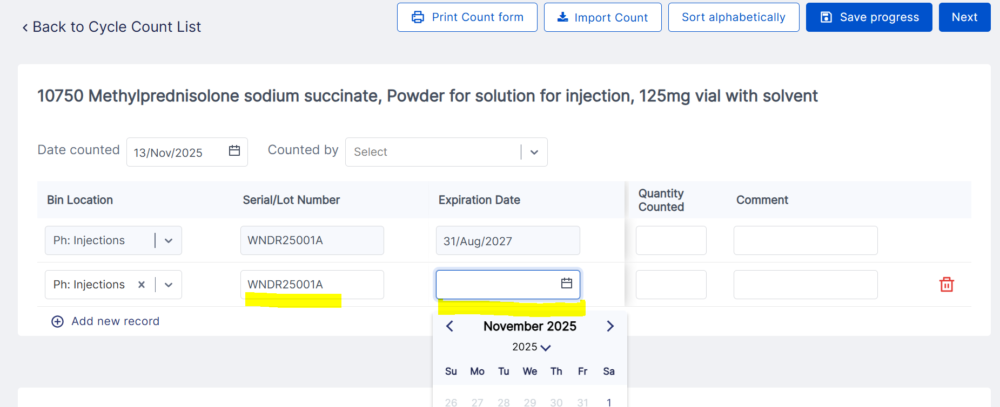 Back to Cycle Count List
Print Count form
Import Count
Sort alphabetically
Save progress
Next
10750 Methylprednisolone sodium succinate, Powder for solution for injection, 125mg vial with solvent
Date counted
13/Nov/2025
Counted by
Select
Bin Location
Serial/Lot Number
Expiration Date
Quantity
Counted
Comment
Ph: Injections
WNDR25001A
31/Aug/2027
Ph: Injections
WNDR25001A
Add new record
November 2025
2025
Su Mo Tu We Th Fr Sa
26 27 28 29 30 31 1